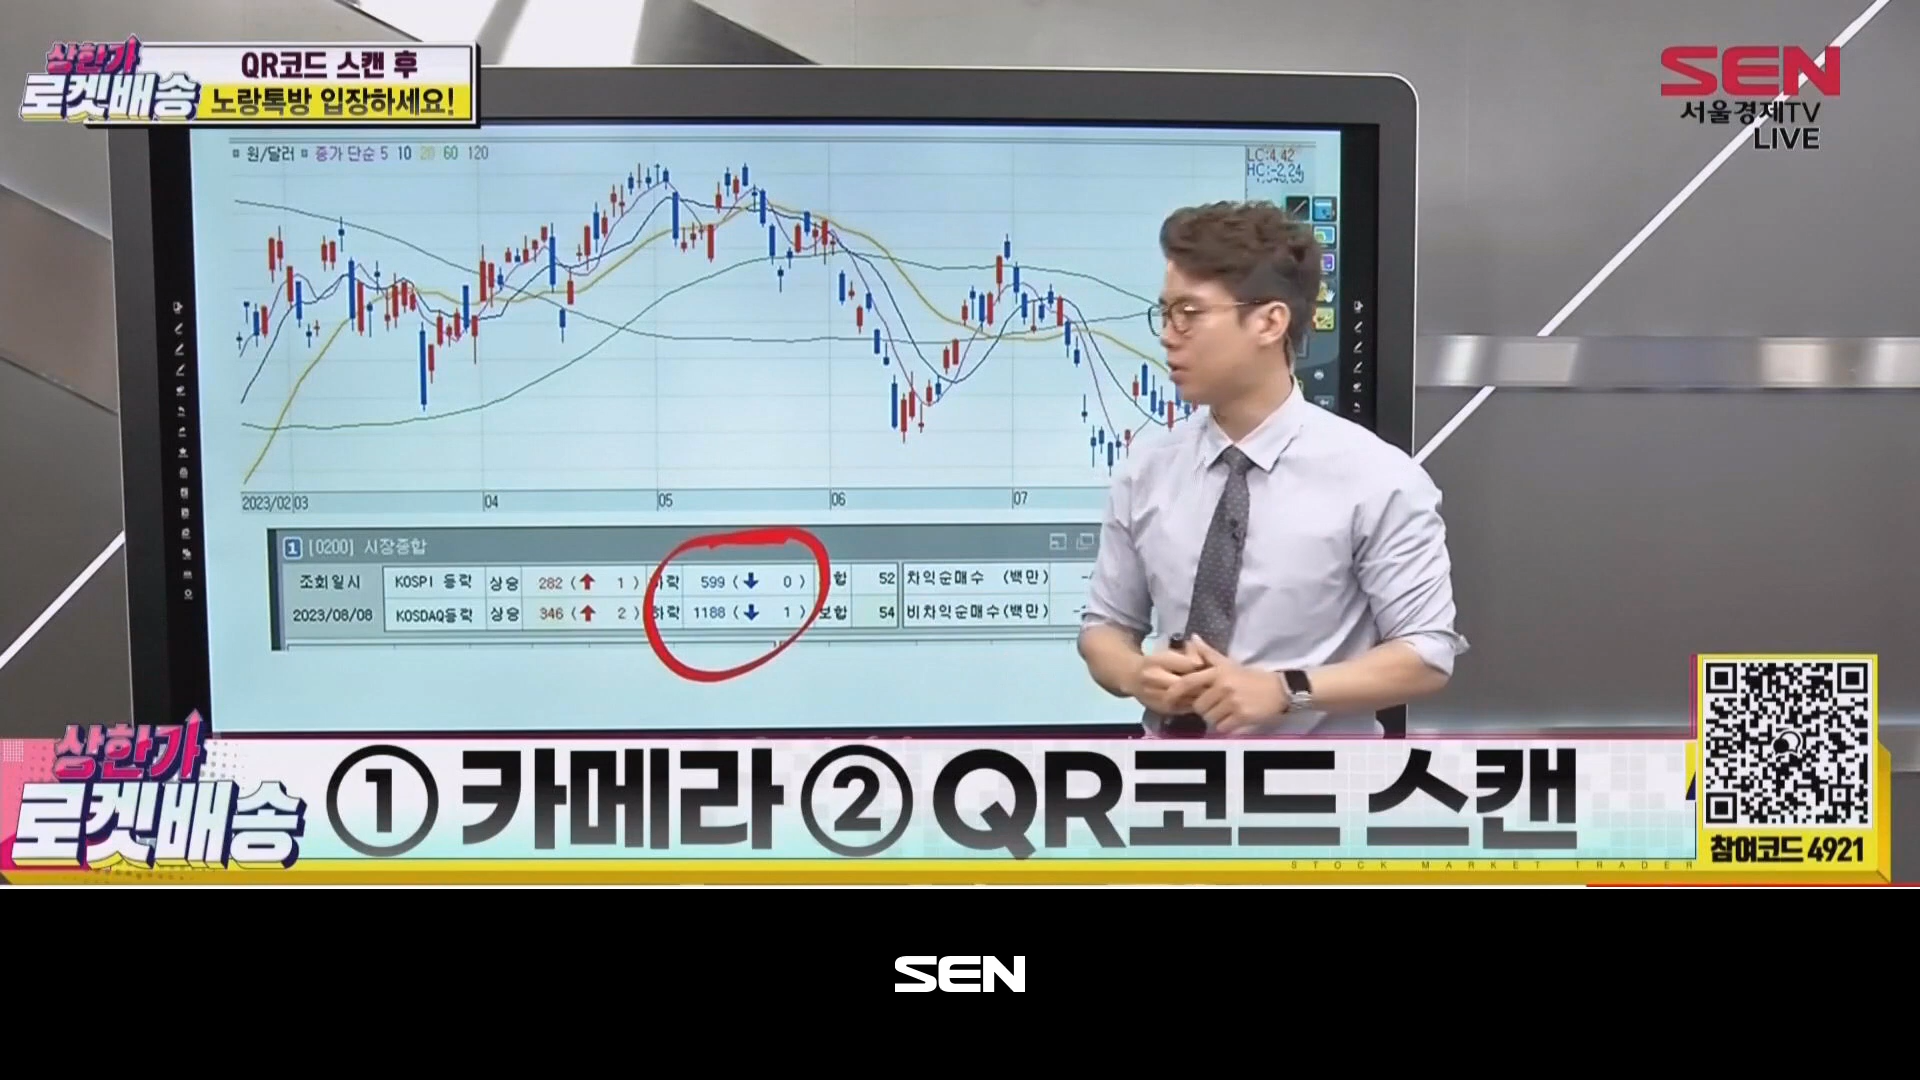 상한가
로켓배송
QR코드 스캔 후
노랑톡방 입장하세요!
SEN
서울경제TV
LIVE
원/달러 종가 단순 5 10 20 60 120
LC:4.42
HC:-2.24
2023/02 03 04 05 06 07
1 [0200] 시장종합
조회일시 KOSPI 등락 상승 282 ( 1 ) 하락 599 ( 0 ) 보합 52 차익순매수 (백만)
2023/08/08 KOSDAQ등락 상승 346 ( 2 ) 하락 1188 ( 1 ) 보합 54 비차익순매수(백만)
상한가
로켓배송
① 카메라 ② QR코드 스캔
참여코드 4921
STOCK MARKET TRADER
SEN